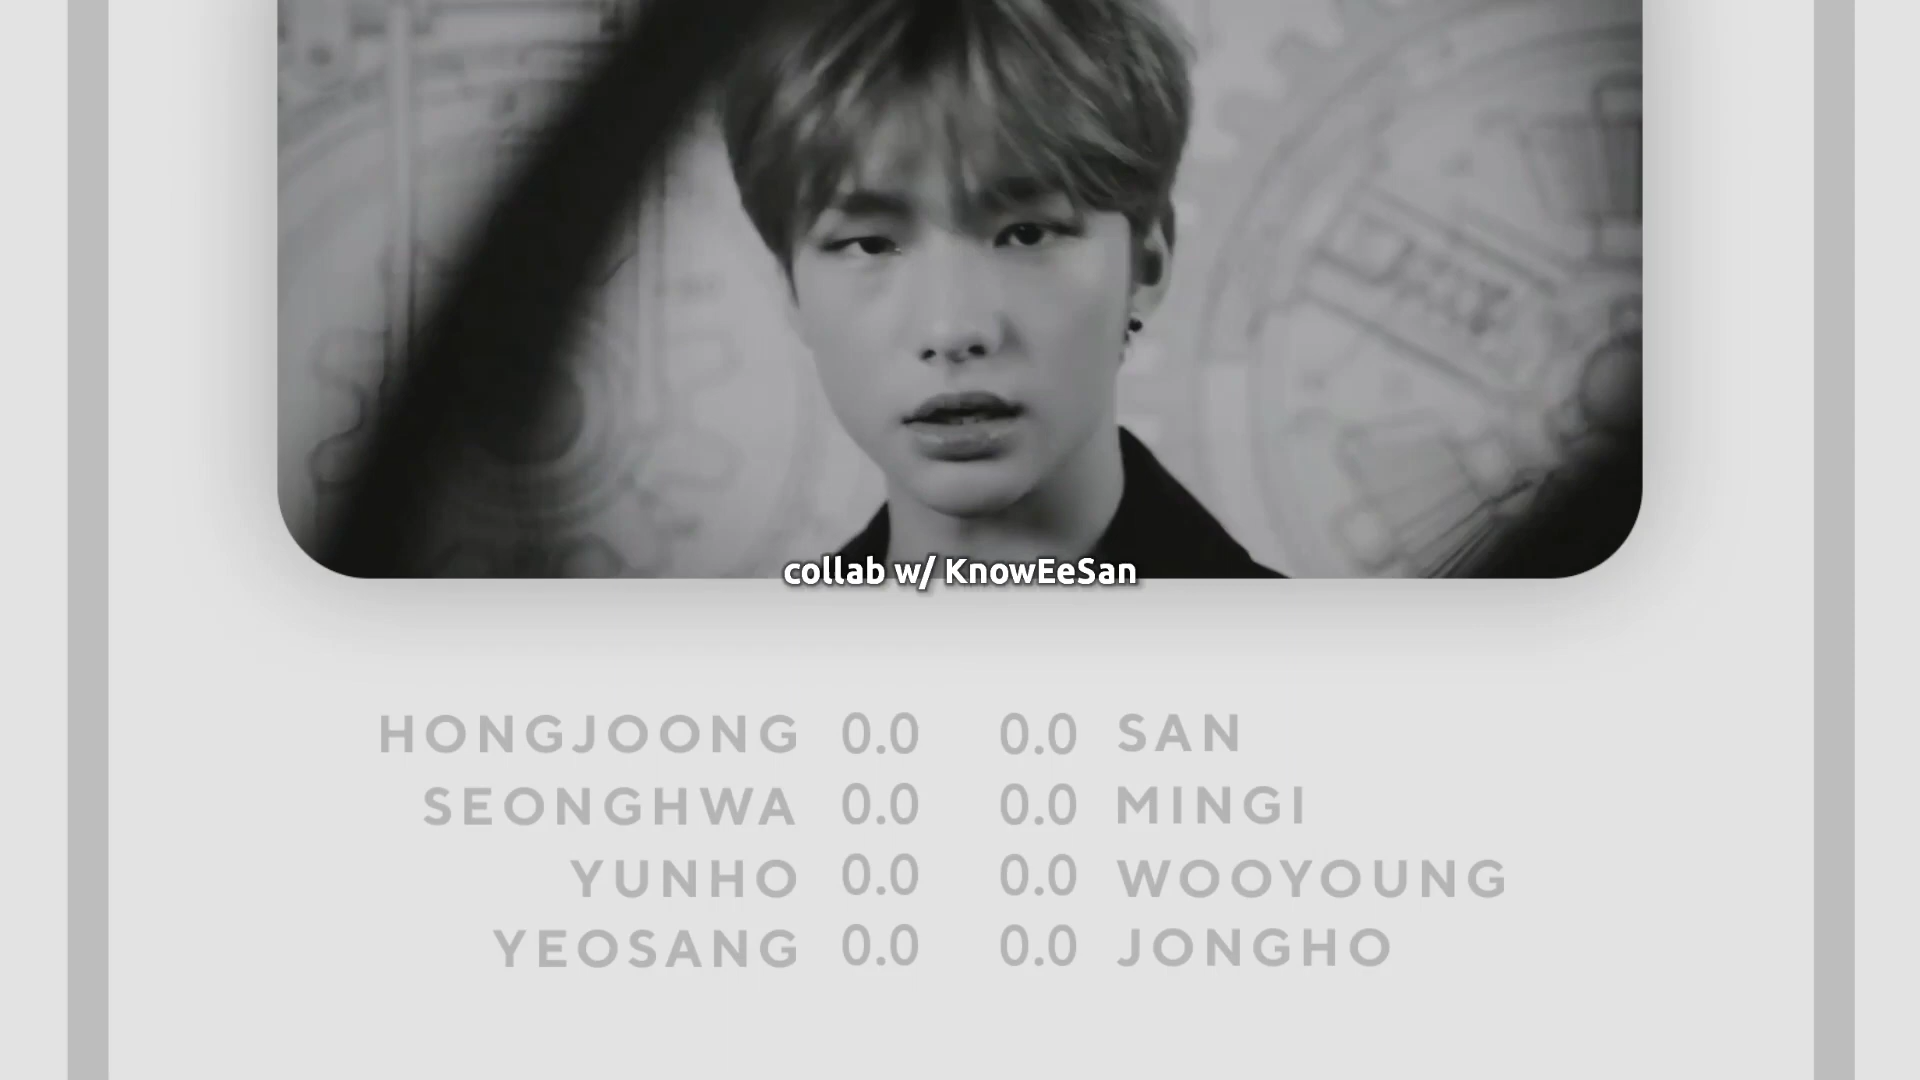 collab w/ KnowEeSan
HONGJOONG 0.0 0.0 SAN
SEONGHWA 0.0 0.0 MINGI
YUNHO 0.0 0.0 WOOYOUNG
YEOSANG 0.0 0.0 JONGHO